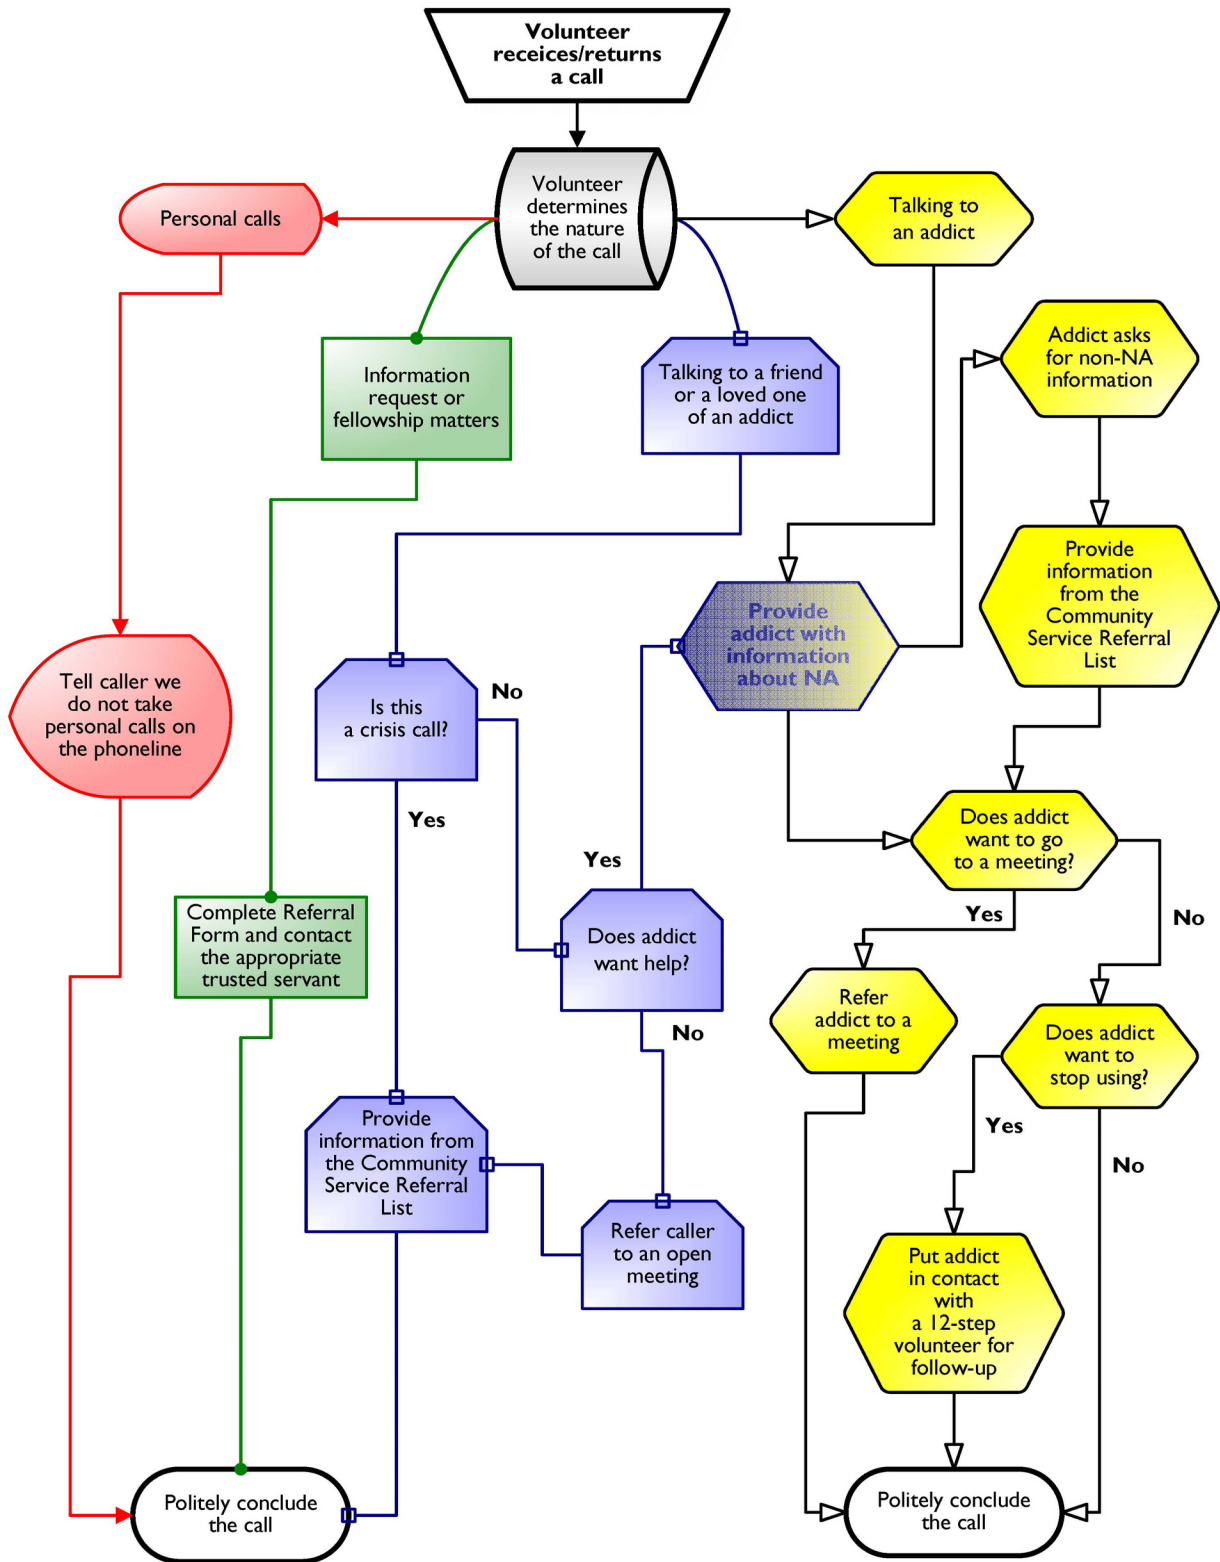 Volunteer
receices/returns
a call
Volunteer
determines
the nature
of the call
Personal calls
Talking to
an addict
Information
request or
fellowship matters
Talking to a friend
or a loved one
of an addict
Addict asks
for non-NA
information
Provide
information
from the
Community
Service Referral
List
Provide
addict with
information
about NA
Tell caller we
do not take
personal calls on
the phoneline
Is this
a crisis call?
No
Yes
Does addict
want to go
to a meeting?
Yes
No
Yes
Does addict
want help?
No
Complete Referral
Form and contact
the appropriate
trusted servant
Refer
addict to a
meeting
Does addict
want to
stop using?
Yes
No
Provide
information from
the Community
Service Referral
List
Refer caller
to an open
meeting
Put addict
in contact
with
a 12-step
volunteer for
follow-up
Politely conclude
the call
Politely conclude
the call